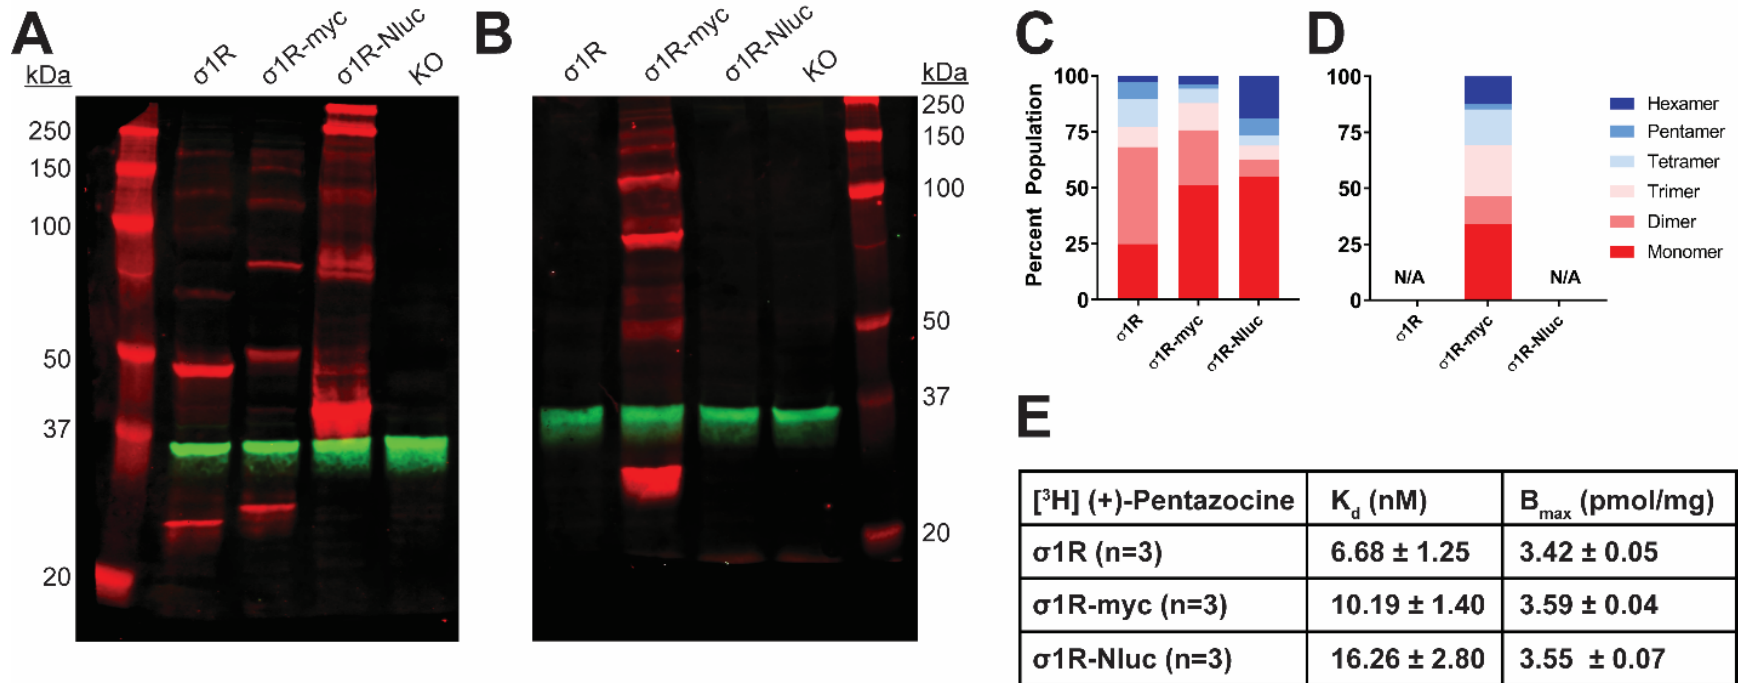 A
kDa
σ1R
σ1R-myc
σ1R-Nluc
KO
250
150
100
50
37
20
B
σ1R
σ1R-myc
σ1R-Nluc
KO
kDa
250
150
100
50
37
20
C
Percent Population
100
75
50
25
0
σ1R
σ1R-myc
σ1R-Nluc
D
100
75
50
25
0
N/A
N/A
σ1R
σ1R-myc
σ1R-Nluc
Hexamer
Pentamer
Tetramer
Trimer
Dimer
Monomer
E
[³H] (+)-Pentazocine K_d (nM) B_max (pmol/mg)
σ1R (n=3) 6.68 ± 1.25 3.42 ± 0.05
σ1R-myc (n=3) 10.19 ± 1.40 3.59 ± 0.04
σ1R-Nluc (n=3) 16.26 ± 2.80 3.55 ± 0.07